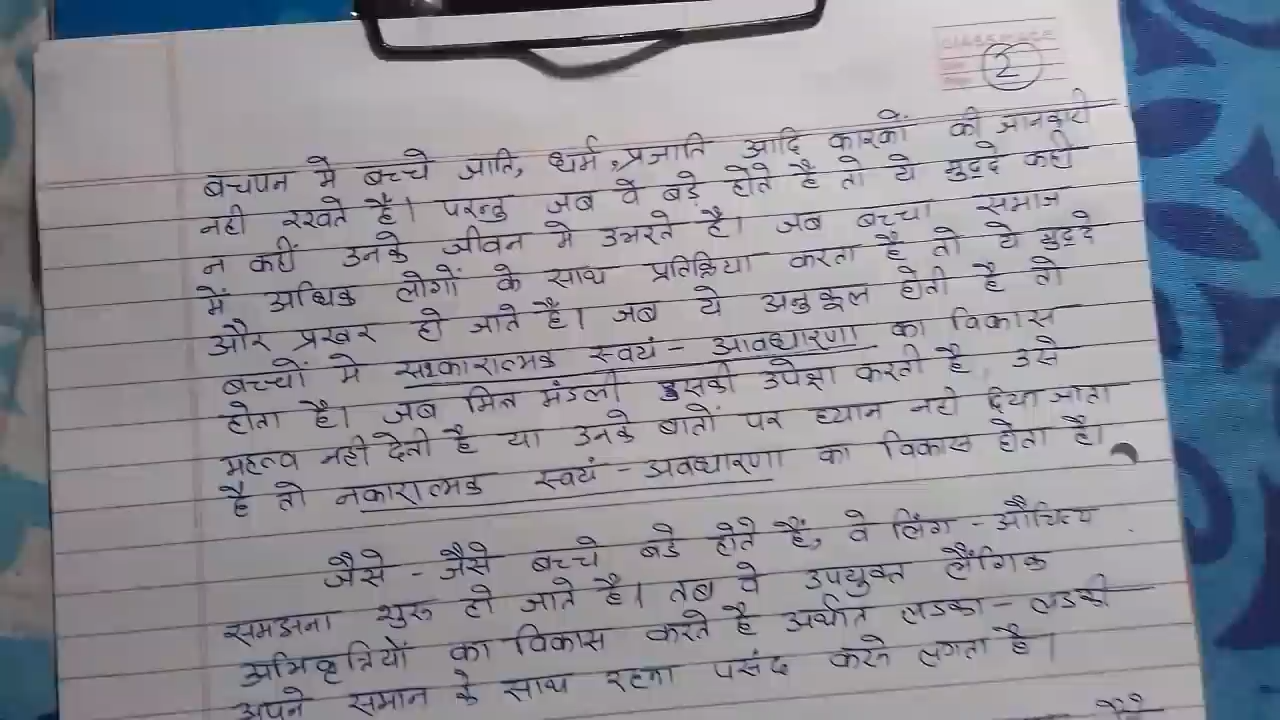 2
बचपन मे बच्चे जाति, धर्म, प्रजाति आदि कारकों की जानकारी
नही रखते है। परन्तु जब वे बड़े होते है तो ये मुद्दे कही
न कहीं उनके जीवन मे उभरते है। जब बच्चा समाज
में अधिक लोगों के साथ प्रतिक्रिया करता है तो ये मुद्दे
और प्रखर हो जाते हैं। जब ये अनुकूल होती है तो
बच्चों मे सकारात्मक स्वयं - अवधारणा का विकास
होता है। जब मित्र मंडली उसकी उपेक्षा करती है, उसे
महत्व नही देती है या उनके बातों पर ध्यान नही दिया जाता
है तो नकारात्मक स्वयं - अवधारणा का विकास होता है।
जैसे - जैसे बच्चे बडे होते हैं, वे लिंग - औचित्य
समझना शुरू हो जाते है। तब वे उपयुक्त लैंगिक
अभिवृत्तियों का विकास करते है अर्थात लडका - लडकी
अपने समान के साथ रहना पसंद करने लगता है।